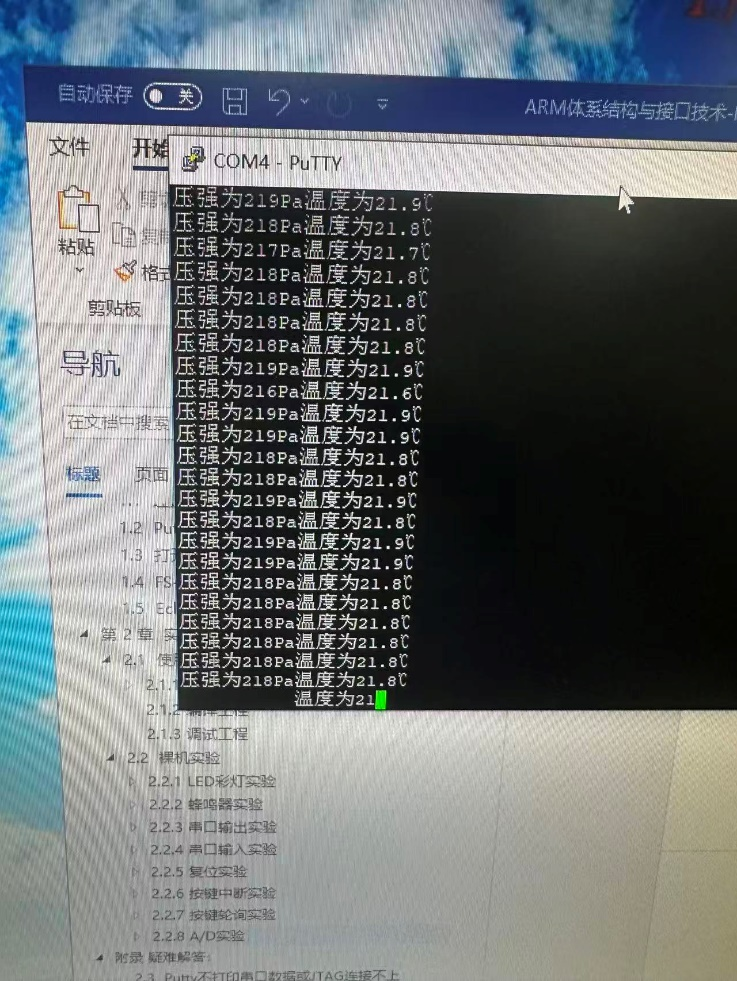 自动保存 关
ARM体系结构与接口技术-
文件 开始
COM4 - PuTTY
粘贴
格式
剪贴板
导航
在文档中搜索
标题 页面
压强为219Pa温度为21.9℃
压强为218Pa温度为21.8℃
压强为217Pa温度为21.7℃
压强为218Pa温度为21.8℃
压强为218Pa温度为21.8℃
压强为218Pa温度为21.8℃
压强为218Pa温度为21.8℃
压强为219Pa温度为21.9℃
压强为216Pa温度为21.6℃
压强为219Pa温度为21.9℃
压强为219Pa温度为21.9℃
压强为218Pa温度为21.8℃
压强为218Pa温度为21.8℃
压强为219Pa温度为21.9℃
压强为218Pa温度为21.8℃
压强为219Pa温度为21.9℃
压强为219Pa温度为21.9℃
压强为218Pa温度为21.8℃
压强为218Pa温度为21.8℃
压强为218Pa温度为21.8℃
压强为218Pa温度为21.8℃
压强为218Pa温度为21.8℃
压强为218Pa温度为21.8℃
温度为21
1.2 Pu
1.3 打
1.4 FS-
1.5 Ecl
第 2 章 实
2.1 使
2.1.1
2.1.2 编译工程
2.1.3 调试工程
2.2 裸机实验
2.2.1 LED彩灯实验
2.2.2 蜂鸣器实验
2.2.3 串口输出实验
2.2.4 串口输入实验
2.2.5 复位实验
2.2.6 按键中断实验
2.2.7 按键轮询实验
2.2.8 A/D实验
附录 疑难解答:
2.3 Putty不打印串口数据或JTAG连接不上